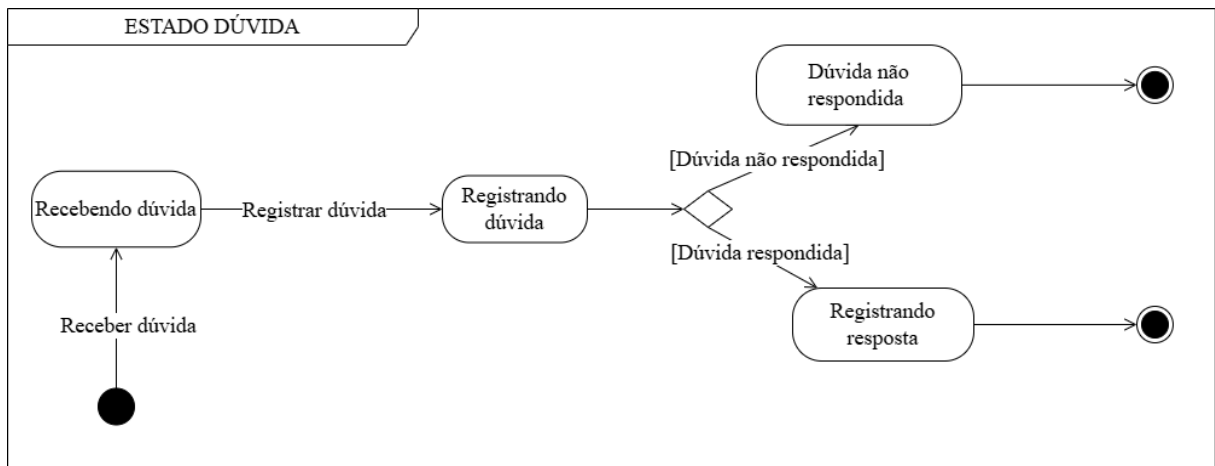 ESTADO DÚVIDA
Dúvida não
respondida
[Dúvida não respondida]
Recebendo dúvida
Registrar dúvida
Registrando
dúvida
[Dúvida respondida]
Registrando
resposta
Receber dúvida